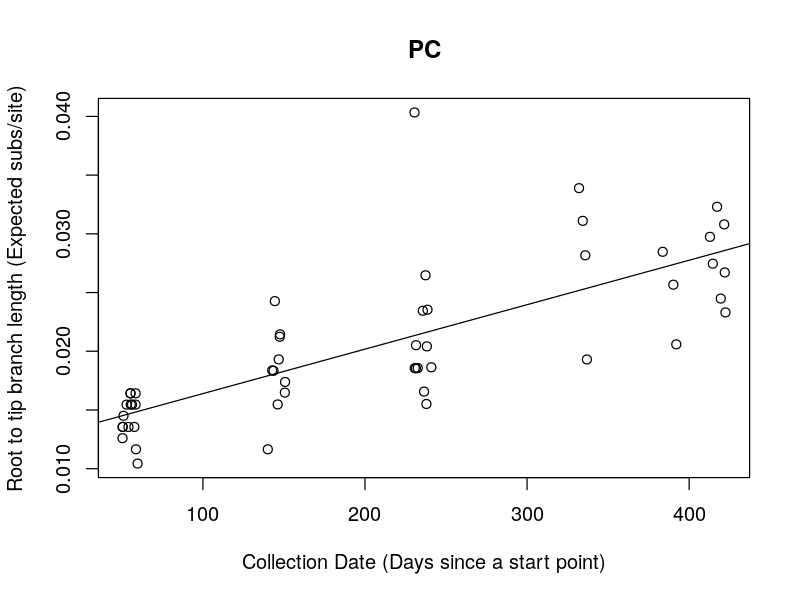 PC
Root to tip branch length (Expected subs/site)
0.040
0.030
0.020
0.010
100 200 300 400
Collection Date (Days since a start point)